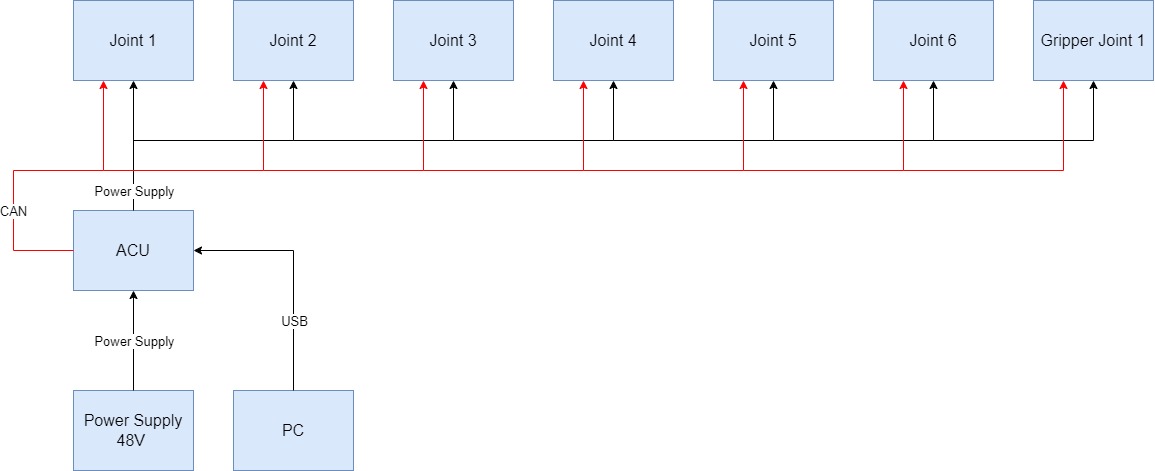 Joint 1
Joint 2
Joint 3
Joint 4
Joint 5
Joint 6
Gripper Joint 1
Power Supply
CAN
ACU
USB
Power Supply
Power Supply
48V
PC